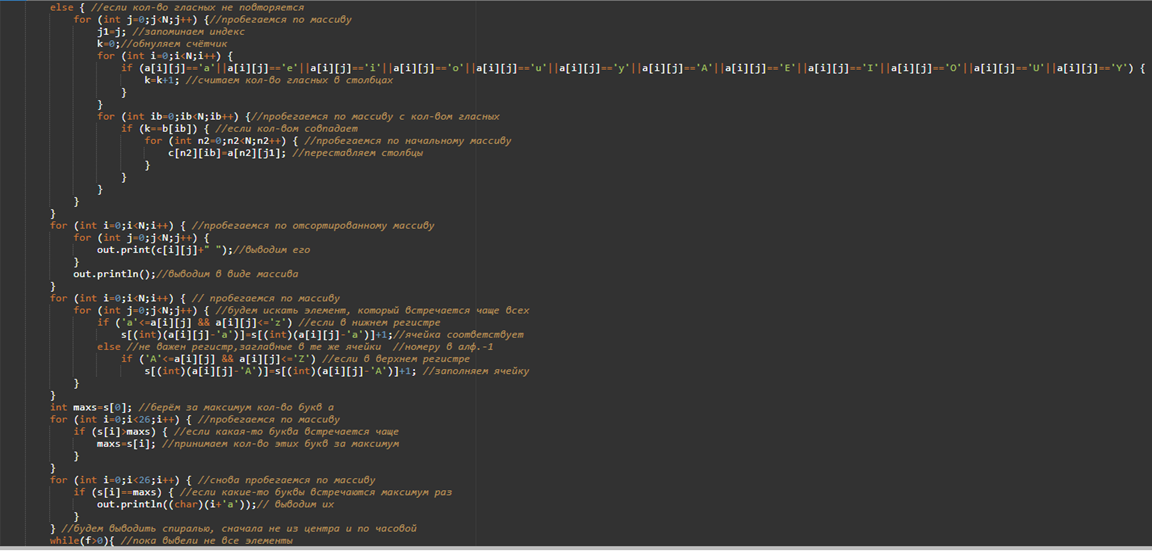 else { //если кол-во гласных не повторяется
for (int j=0;j<N;j++) {//пробегаемся по массиву
j1=j; //запоминаем индекс
k=0;//обнуляем счётчик
for (int i=0;i<N;i++) {
if (a[i][j]=='a'||a[i][j]=='e'||a[i][j]=='i'||a[i][j]=='o'||a[i][j]=='u'||a[i][j]=='y'||a[i][j]=='A'||a[i][j]=='E'||a[i][j]=='I'||a[i][j]=='O'||a[i][j]=='U'||a[i][j]=='Y') {
k=k+1; //считаем кол-во гласных в столбцах
}
}
for (int ib=0;ib<N;ib++) {//пробегаемся по массиву с кол-вом гласных
if (k==b[ib]) { //если кол-вом совпадает
for (int n2=0;n2<N;n2++) { //пробегаемся по начальному массиву
c[n2][ib]=a[n2][j1]; //переставляем столбцы
}
}
}
}
}
for (int i=0;i<N;i++) { //пробегаемся по отсортированному массиву
for (int j=0;j<N;j++) {
out.print(c[i][j]+" ");//выводим его
}
out.println();//выводим в виде массива
}
for (int i=0;i<N;i++) { // пробегаемся по массиву
for (int j=0;j<N;j++) { //будем искать элемент, который встречается чаще всех
if ('a'<=a[i][j] && a[i][j]<='z') //если в нижнем регистре
s[(int)(a[i][j]-'a')]=s[(int)(a[i][j]-'a')]+1;//ячейка соответствует
else //не важен регистр,заглавные в те же ячейки //номеру в алф.-1
if ('A'<=a[i][j] && a[i][j]<='Z') //если в верхнем регистре
s[(int)(a[i][j]-'A')]=s[(int)(a[i][j]-'A')]+1; //заполняем ячейку
}
}
int maxs=s[0]; //берём за максимум кол-во букв а
for (int i=0;i<26;i++) { //пробегаемся по массиву
if (s[i]>maxs) { //если какая-то буква встречается чаще
maxs=s[i]; //принимаем кол-во этих букв за максимум
}
}
for (int i=0;i<26;i++) { //снова пробегаемся по массиву
if (s[i]==maxs) { //если какие-то буквы встречаются максимум раз
out.println((char)(i+'a'));// выводим их
}
} //будем выводить спиралью, сначала не из центра и по часовой
while(f>0){ //пока вывели не все элементы